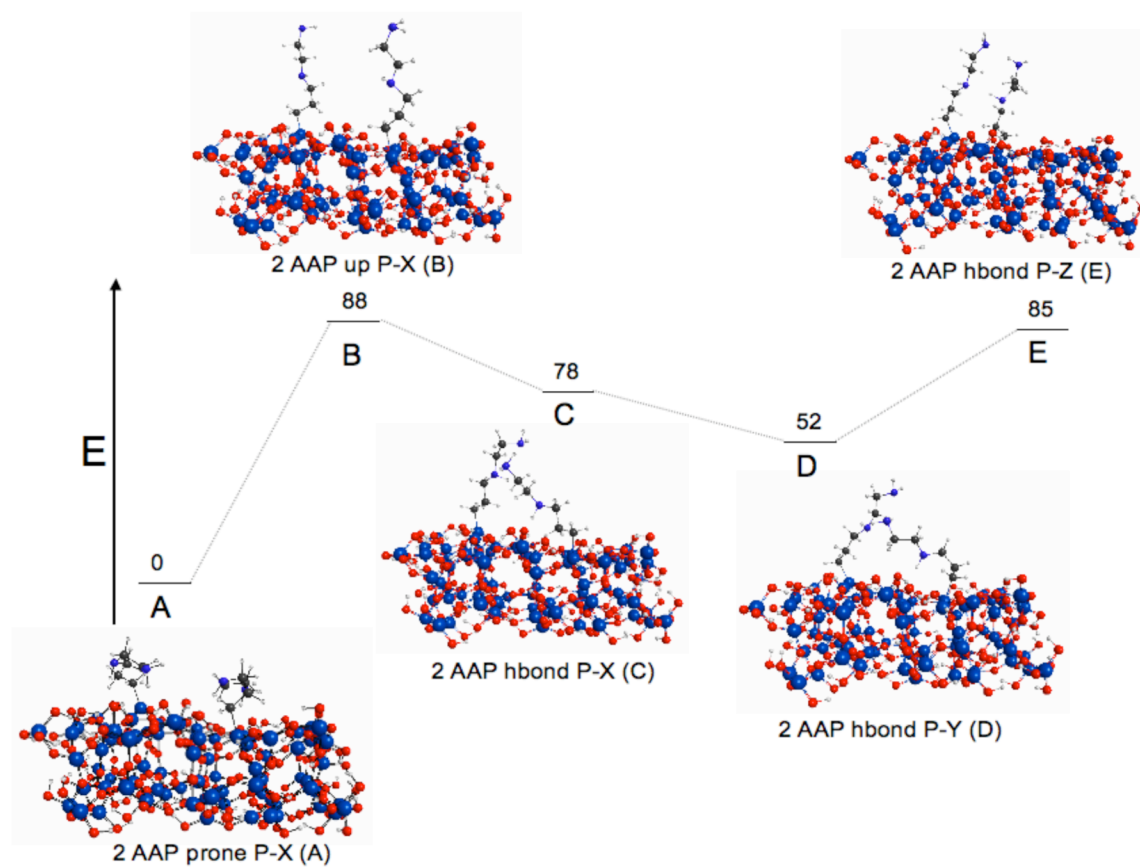 2 AAP up P-X (B)
2 AAP hbond P-Z (E)
88
B
85
E
78
C
E
52
D
0
A
2 AAP hbond P-X (C)
2 AAP hbond P-Y (D)
2 AAP prone P-X (A)